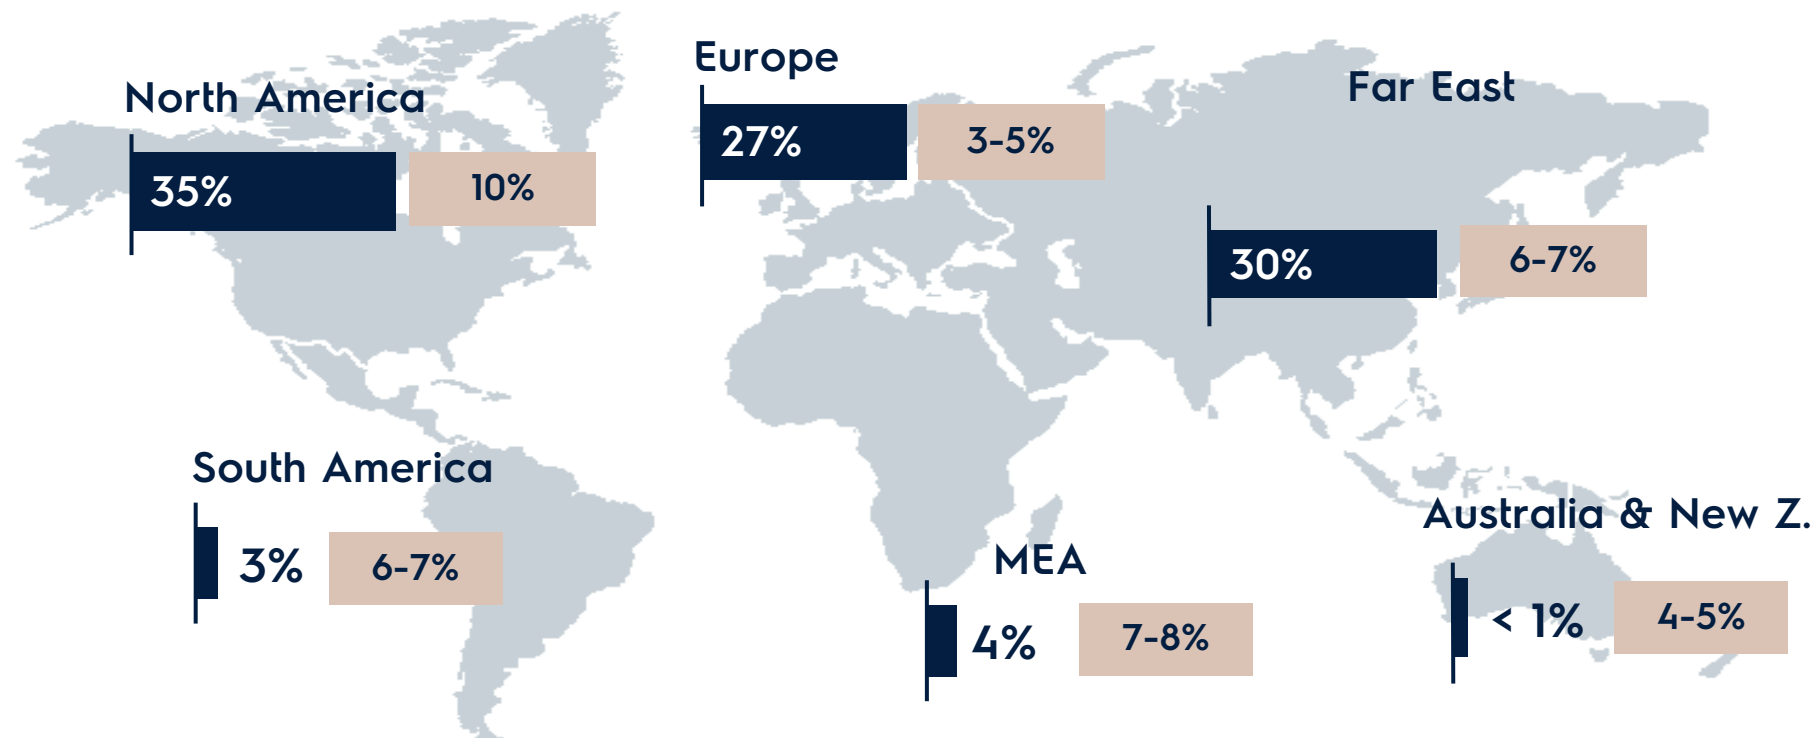 North America
35%
10%
Europe
27%
3-5%
Far East
30%
6-7%
South America
3%
6-7%
MEA
4%
7-8%
Australia & New Z.
< 1%
4-5%